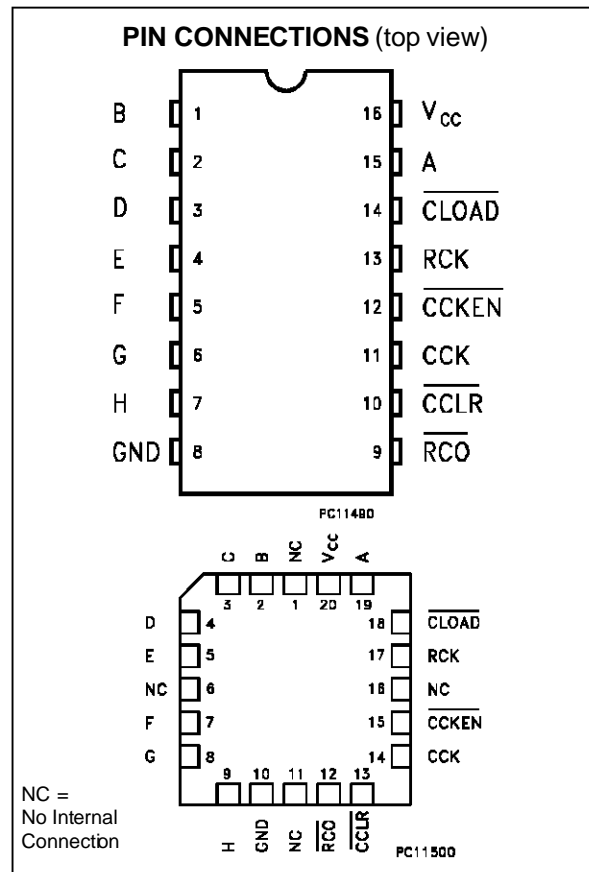 PIN CONNECTIONS (top view)
B 1 16 VCC
C 2 15 A
D 3 14 CLOAD
E 4 13 RCK
F 5 12 CCKEN
G 6 11 CCK
H 7 10 CCLR
GND 8 9 RCO
PC11490
C B NC VCC A
3 2 1 20 19
D 4 18 CLOAD
E 5 17 RCK
NC 6 16 NC
F 7 15 CCKEN
G 8 14 CCK
9 10 11 12 13
H GND NC RCO CCLR
NC =
No Internal
Connection
PC11500